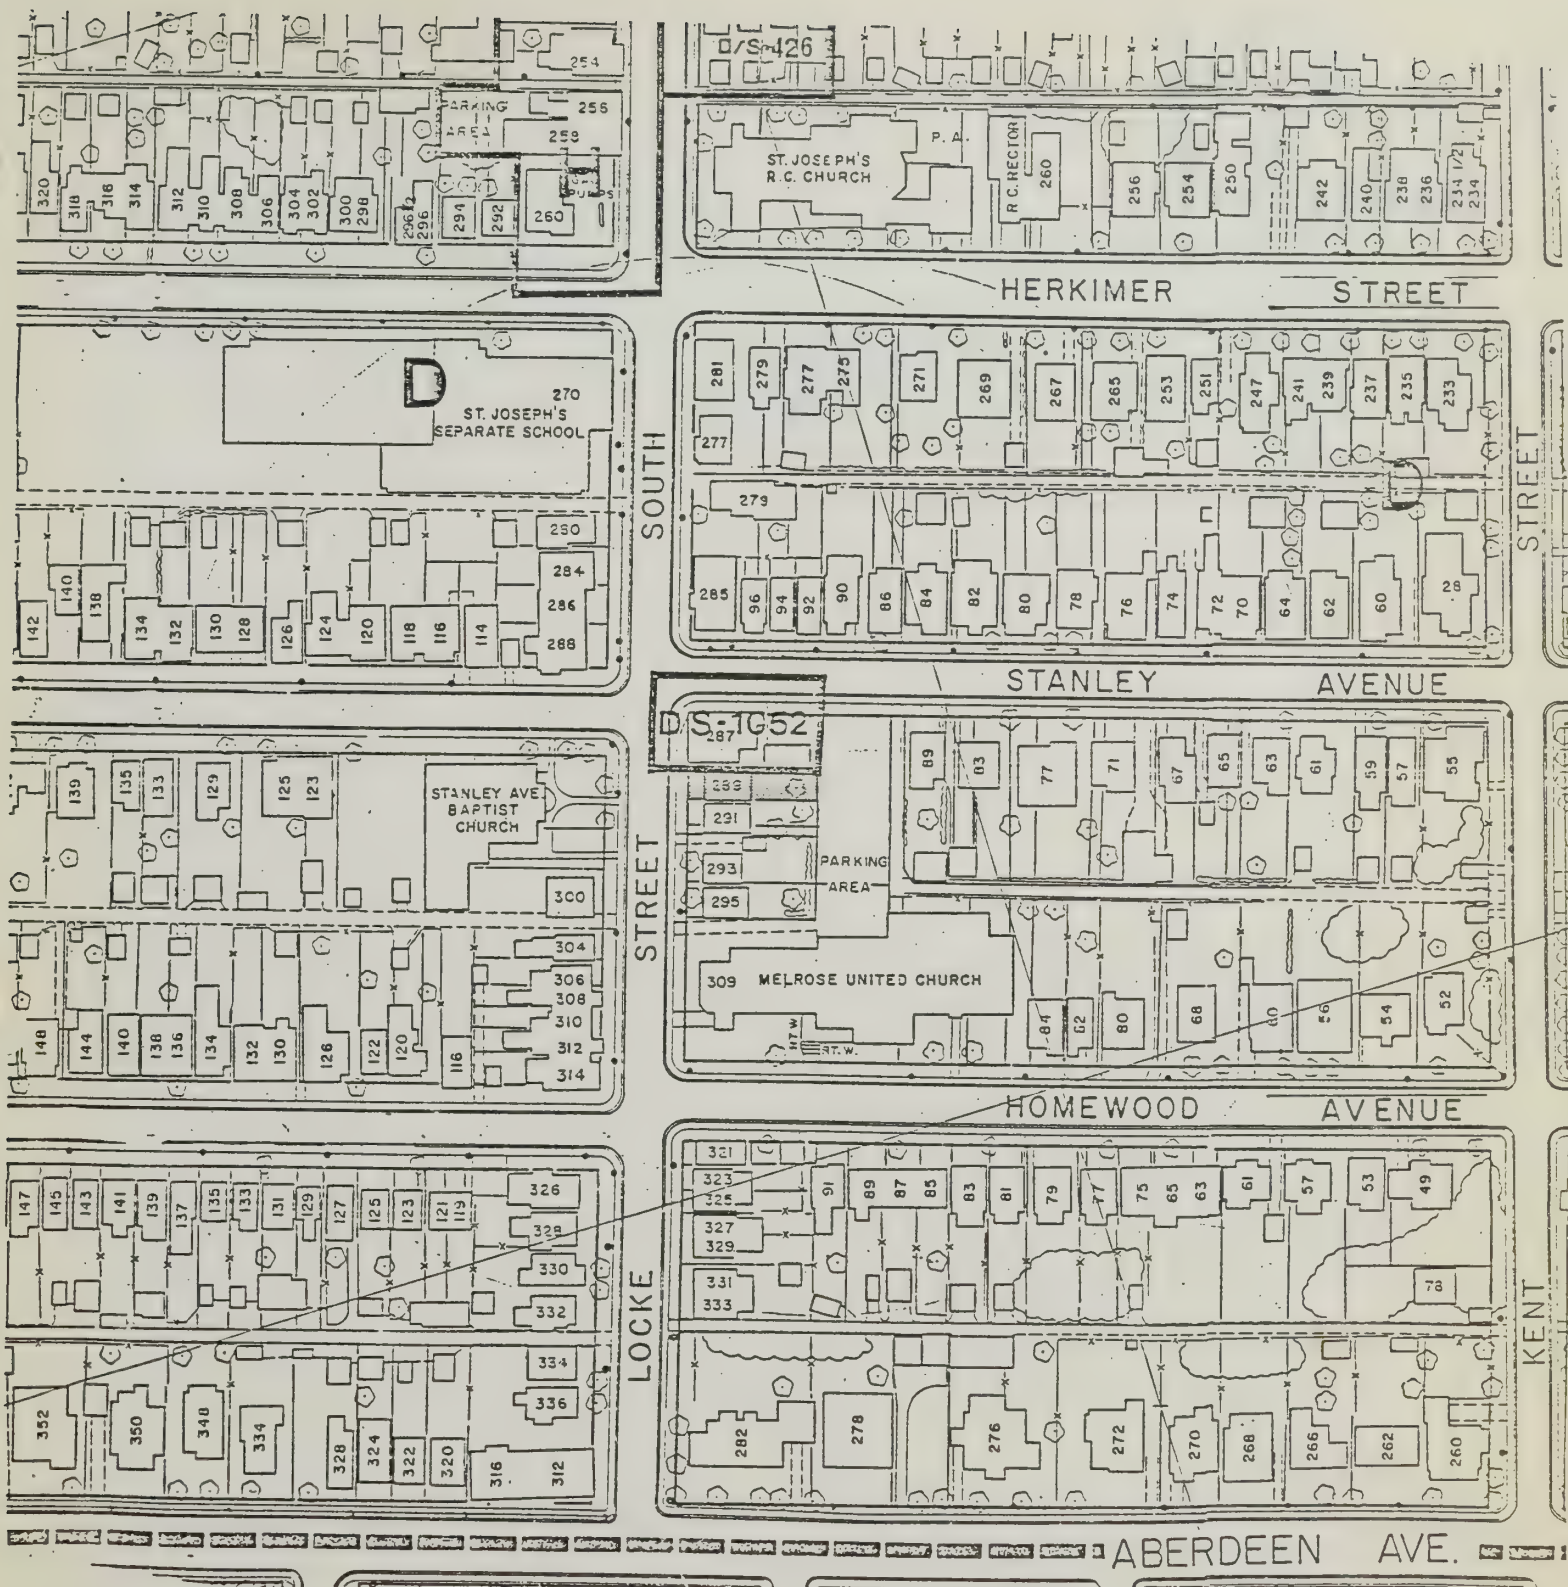 D/S-426
254
PARKING
AREA
256
258
320 318 316 314 312 310 308 306 304 302 300 298 296 1/2 296 294 292 260
PUMPS
ST. JOSEPH'S
R.C. CHURCH
P. A.
R.C. RECTOR
260 256 254 250 242 240 238 236 234 1/2 234
HERKIMER STREET
270
ST. JOSEPH'S
SEPARATE SCHOOL
D
281 279 277 275 271 269 267 265 253 251 247 241 239 237 235 233
277
279
SOUTH
STREET
D
280
284
286
288
142 140 138 134 132 130 128 126 124 120 118 116 114
285 96 94 92 90 86 84 82 80 78 76 74 72 70 64 62 60 28
STANLEY AVENUE
D/S-1652
287
289
291
293
295
139 135 133 129 125 123
STANLEY AVE.
BAPTIST
CHURCH
300
89 83 77 71 67 65 63 61 59 57 55
PARKING
AREA
STREET
304
306
308
310
312
314
148 144 140 138 136 134 132 130 126 122 120 116
309 MELROSE UNITED CHURCH
RT.W.
84 82 80 68 60 56 54 52
HOMEWOOD AVENUE
147 145 143 141 139 137 135 133 131 129 127 125 123 121 119
326
328
330
332
334
336
321
323
325
327
329
331
333
91 89 87 85 83 81 79 77 75 65 63 61 57 53 49
78
LOCKE
KENT
352 350 348 334 328 324 322 320 316 312
282 278 276 272 270 268 266 262 260
ABERDEEN AVE.